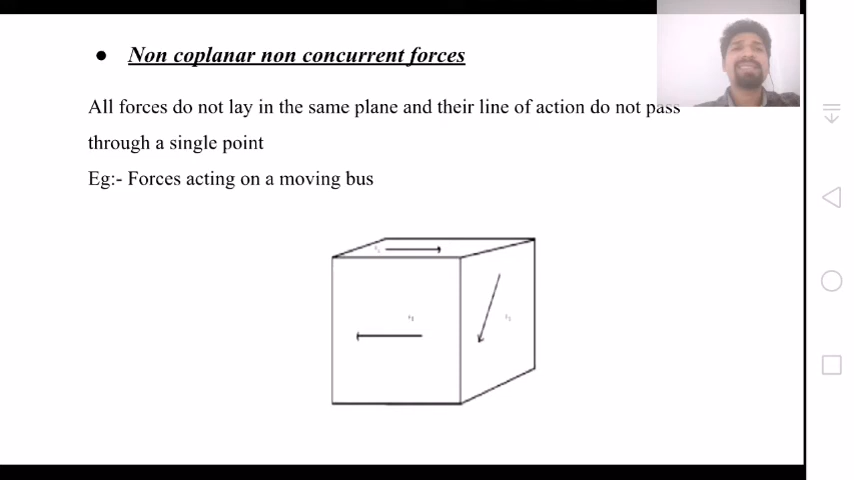 Non coplanar non concurrent forces
All forces do not lay in the same plane and their line of action do not pass
through a single point
Eg:- Forces acting on a moving bus